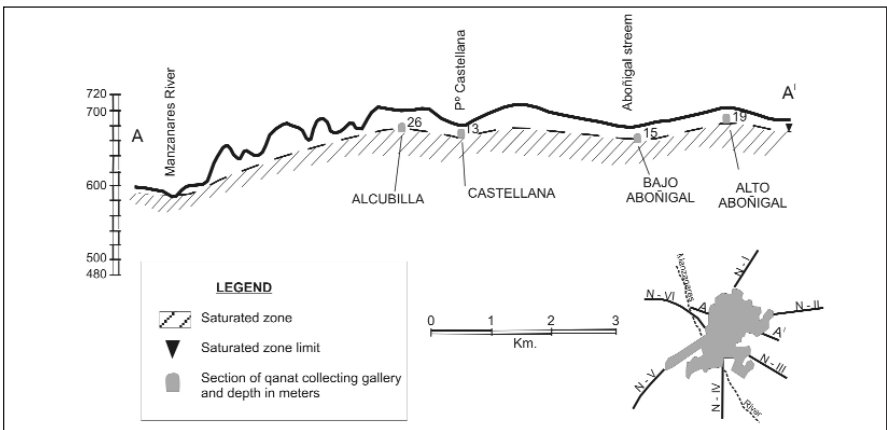 720
700
600
500
480
A
Manzanares River
Pº Castellana
Aboñigal streem
A'
26
13
15
19
ALCUBILLA
CASTELLANA
BAJO
ABOÑIGAL
ALTO
ABOÑIGAL
LEGEND
Saturated zone
Saturated zone limit
Section of qanat collecting gallery
and depth in meters
0 1 2 3
Km.
Manzanares
N - I
N - VI
A
N - II
A'
N - III
N - V
N - IV
River